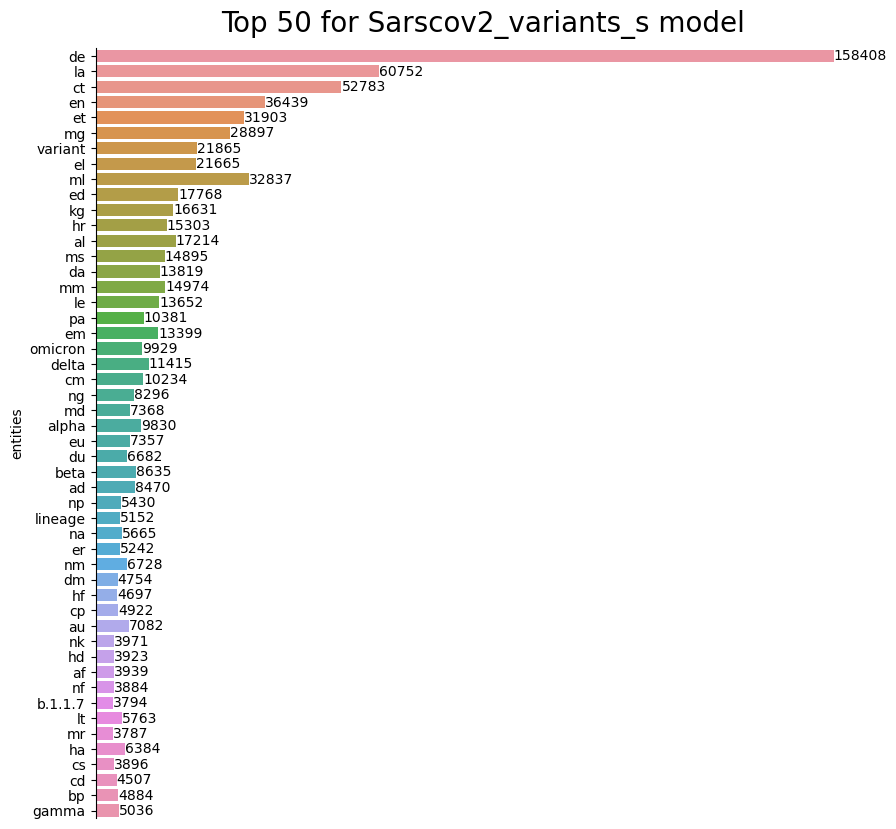 Top 50 for Sarscov2_variants_s model
de 158408
la 60752
ct 52783
en 36439
et 31903
mg 28897
variant 21865
el 21665
ml 32837
ed 17768
kg 16631
hr 15303
al 17214
ms 14895
da 13819
mm 14974
le 13652
pa 10381
em 13399
omicron 9929
delta 11415
cm 10234
ng 8296
md 7368
alpha 9830
eu 7357
du 6682
beta 8635
ad 8470
np 5430
lineage 5152
na 5665
er 5242
nm 6728
dm 4754
hf 4697
cp 4922
au 7082
nk 3971
hd 3923
af 3939
nf 3884
b.1.1.7 3794
lt 5763
mr 3787
ha 6384
cs 3896
cd 4507
bp 4884
gamma 5036
entities